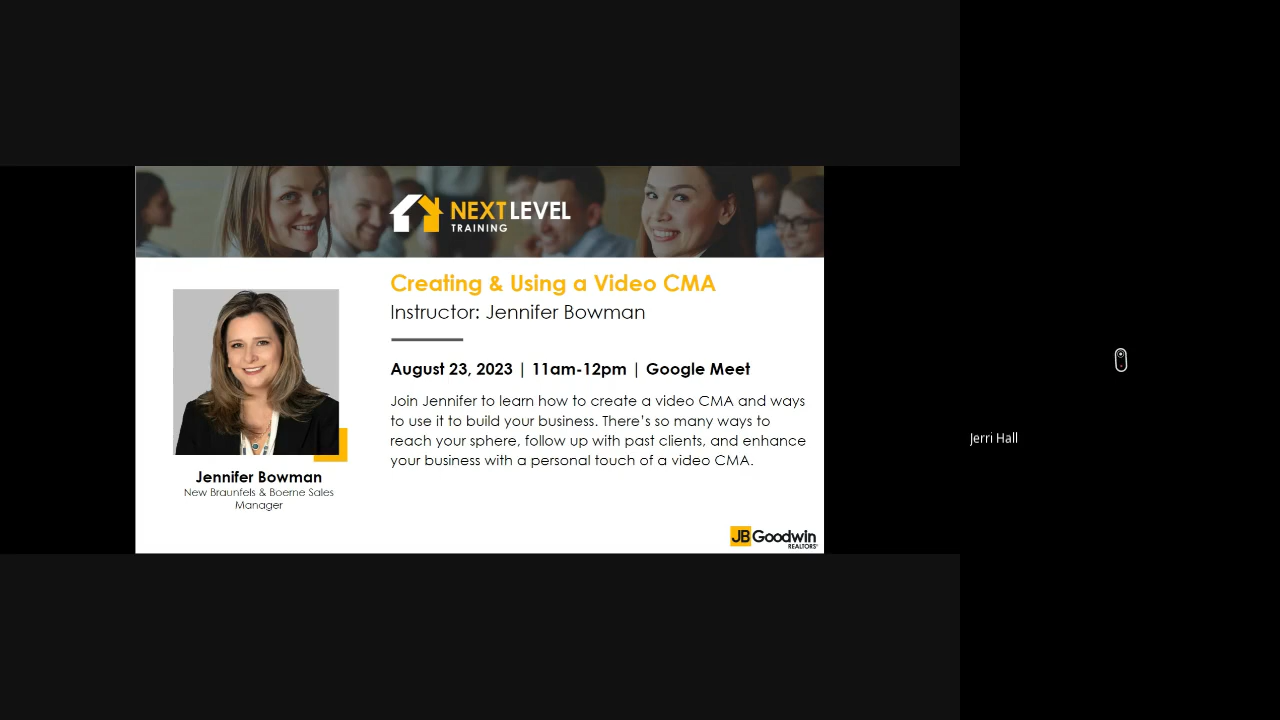 NEXT LEVEL
TRAINING
Creating & Using a Video CMA
Instructor: Jennifer Bowman
August 23, 2023 | 11am-12pm | Google Meet
Join Jennifer to learn how to create a video CMA and ways
to use it to build your business. There’s so many ways to
reach your sphere, follow up with past clients, and enhance
your business with a personal touch of a video CMA.
Jennifer Bowman
New Braunfels & Boerne Sales
Manager
JB Goodwin
REALTORS®
Jerri Hall